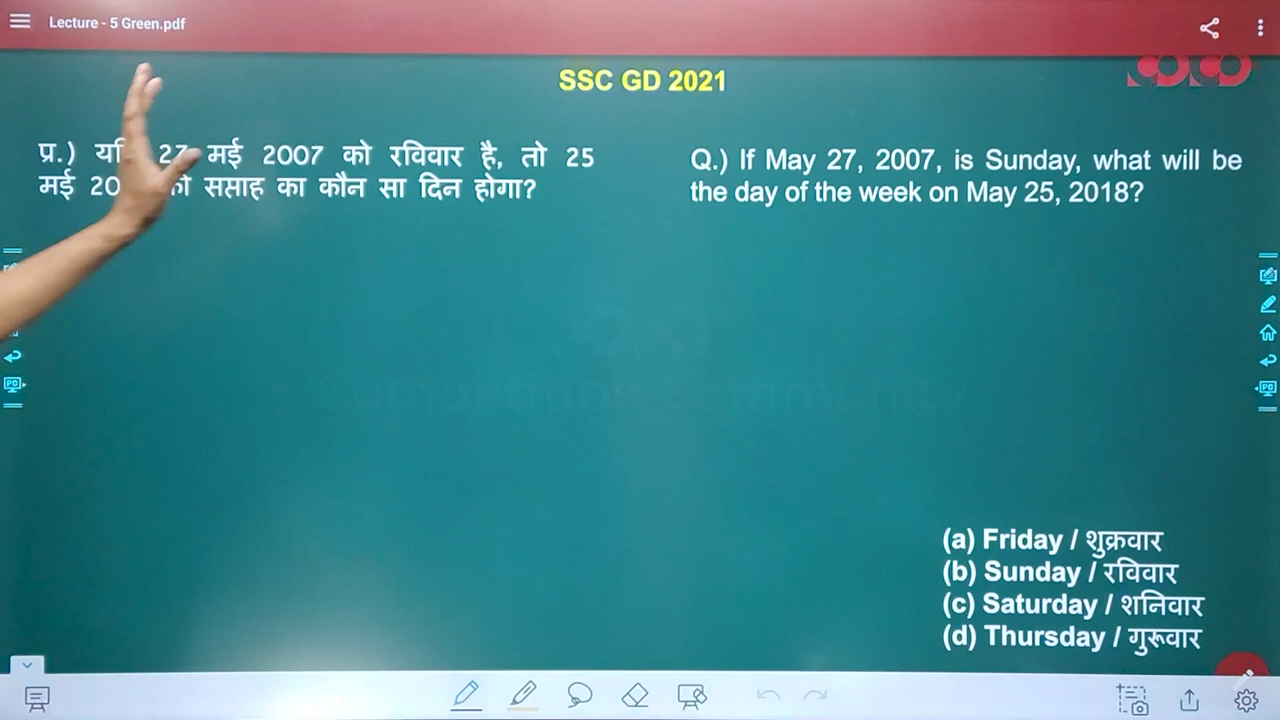 Lecture - 5 Green.pdf
SSC GD 2021
प्र.) 27 मई 2007 को रविवार है, तो 25
मई सप्ताह का कौन सा दिन होगा?
Q.) If May 27, 2007, is Sunday, what will be
the day of the week on May 25, 2018?
(a) Friday / शुक्रवार
(b) Sunday / रविवार
(c) Saturday / शनिवार
(d) Thursday / गुरूवार